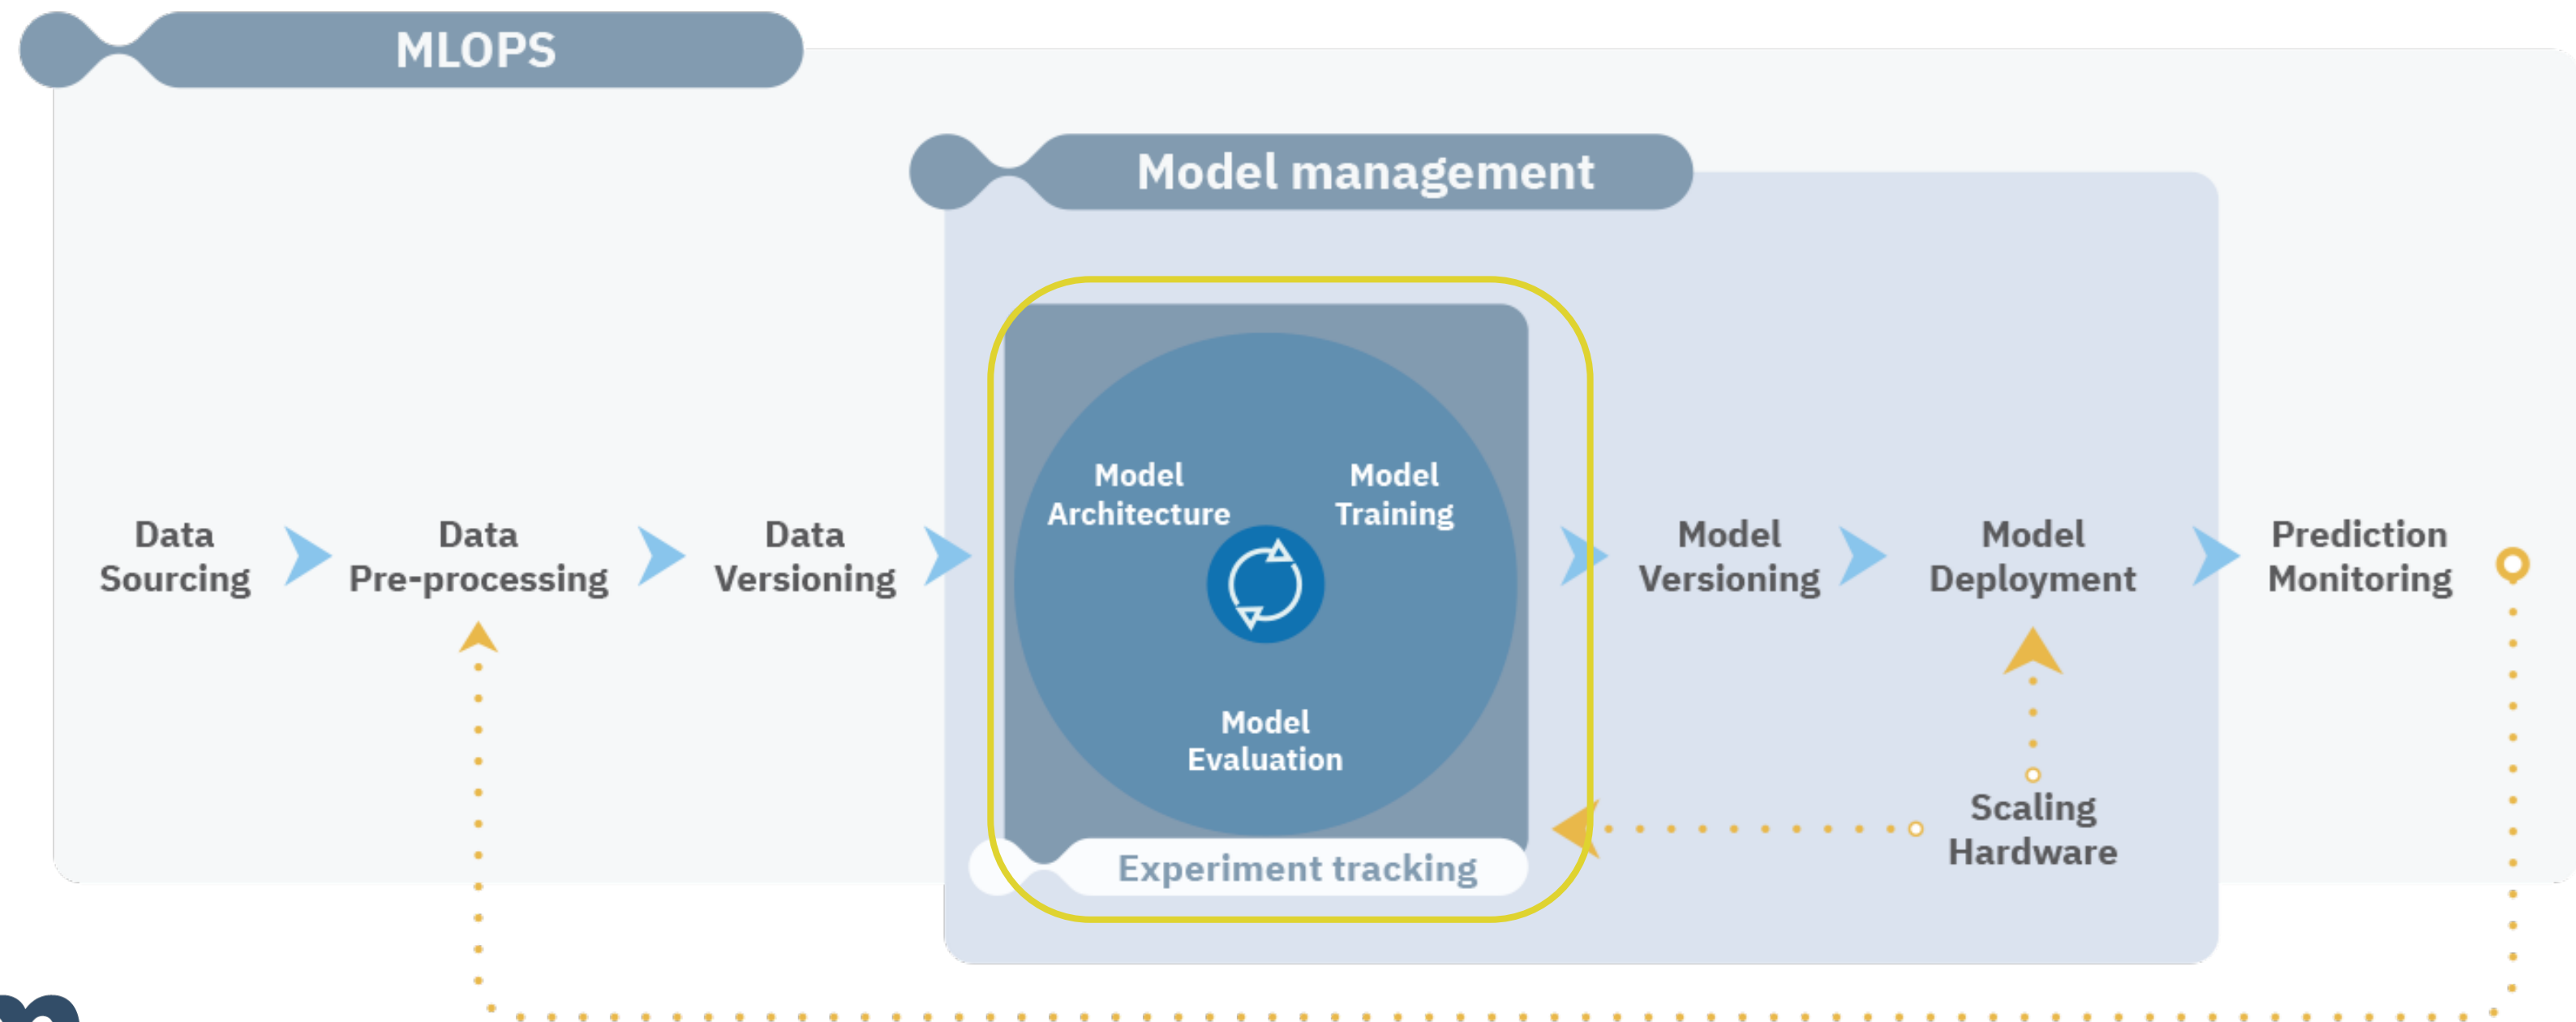 MLOPS
Model management
Model
Architecture
Model
Training
Model
Evaluation
Experiment tracking
Data
Sourcing
Data
Pre-processing
Data
Versioning
Model
Versioning
Model
Deployment
Prediction
Monitoring
Scaling
Hardware